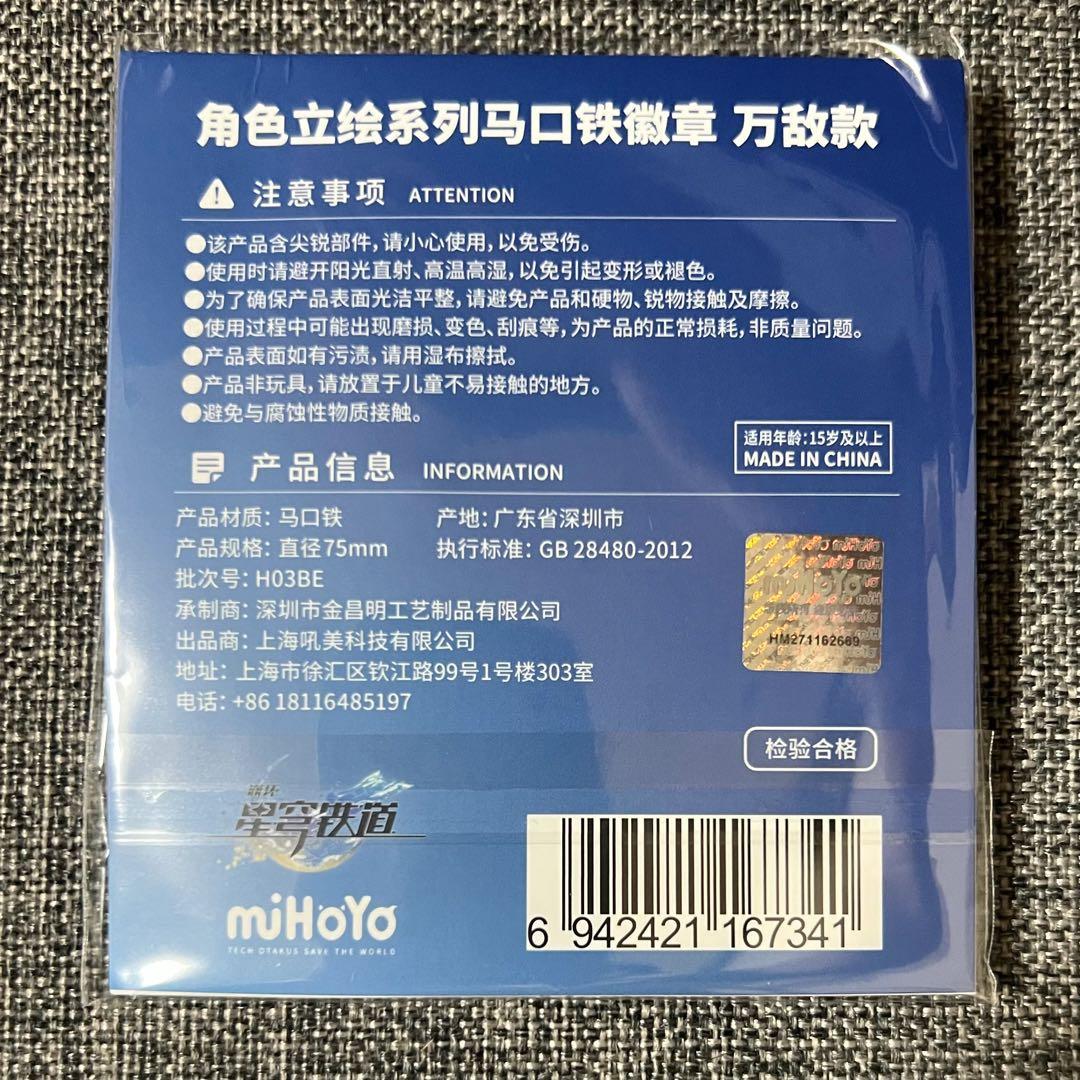 角色立绘系列马口铁徽章 万敌款
注意事项 ATTENTION
●该产品含尖锐部件,请小心使用,以免受伤。
●使用时请避开阳光直射、高温高湿,以免引起变形或褪色。
●为了确保产品表面光洁平整,请避免产品和硬物、锐物接触及摩擦。
●使用过程中可能出现磨损、变色、刮痕等,为产品的正常损耗,非质量问题。
●产品表面如有污渍,请用湿布擦拭。
●产品非玩具,请放置于儿童不易接触的地方。
●避免与腐蚀性物质接触。
适用年龄:15岁及以上
MADE IN CHINA
产品信息 INFORMATION
产品材质: 马口铁 产地: 广东省深圳市
产品规格: 直径75mm 执行标准: GB 28480-2012
批次号: H03BE
承制商: 深圳市金昌明工艺制品有限公司
出品商: 上海吼美科技有限公司
地址: 上海市徐汇区钦江路99号1号楼303室
电话: +86 18116485197
miHoYo
HM271162669
检验合格
崩坏
星穹铁道
miHoYo
TECH OTAKUS SAVE THE WORLD
6 942421 167341